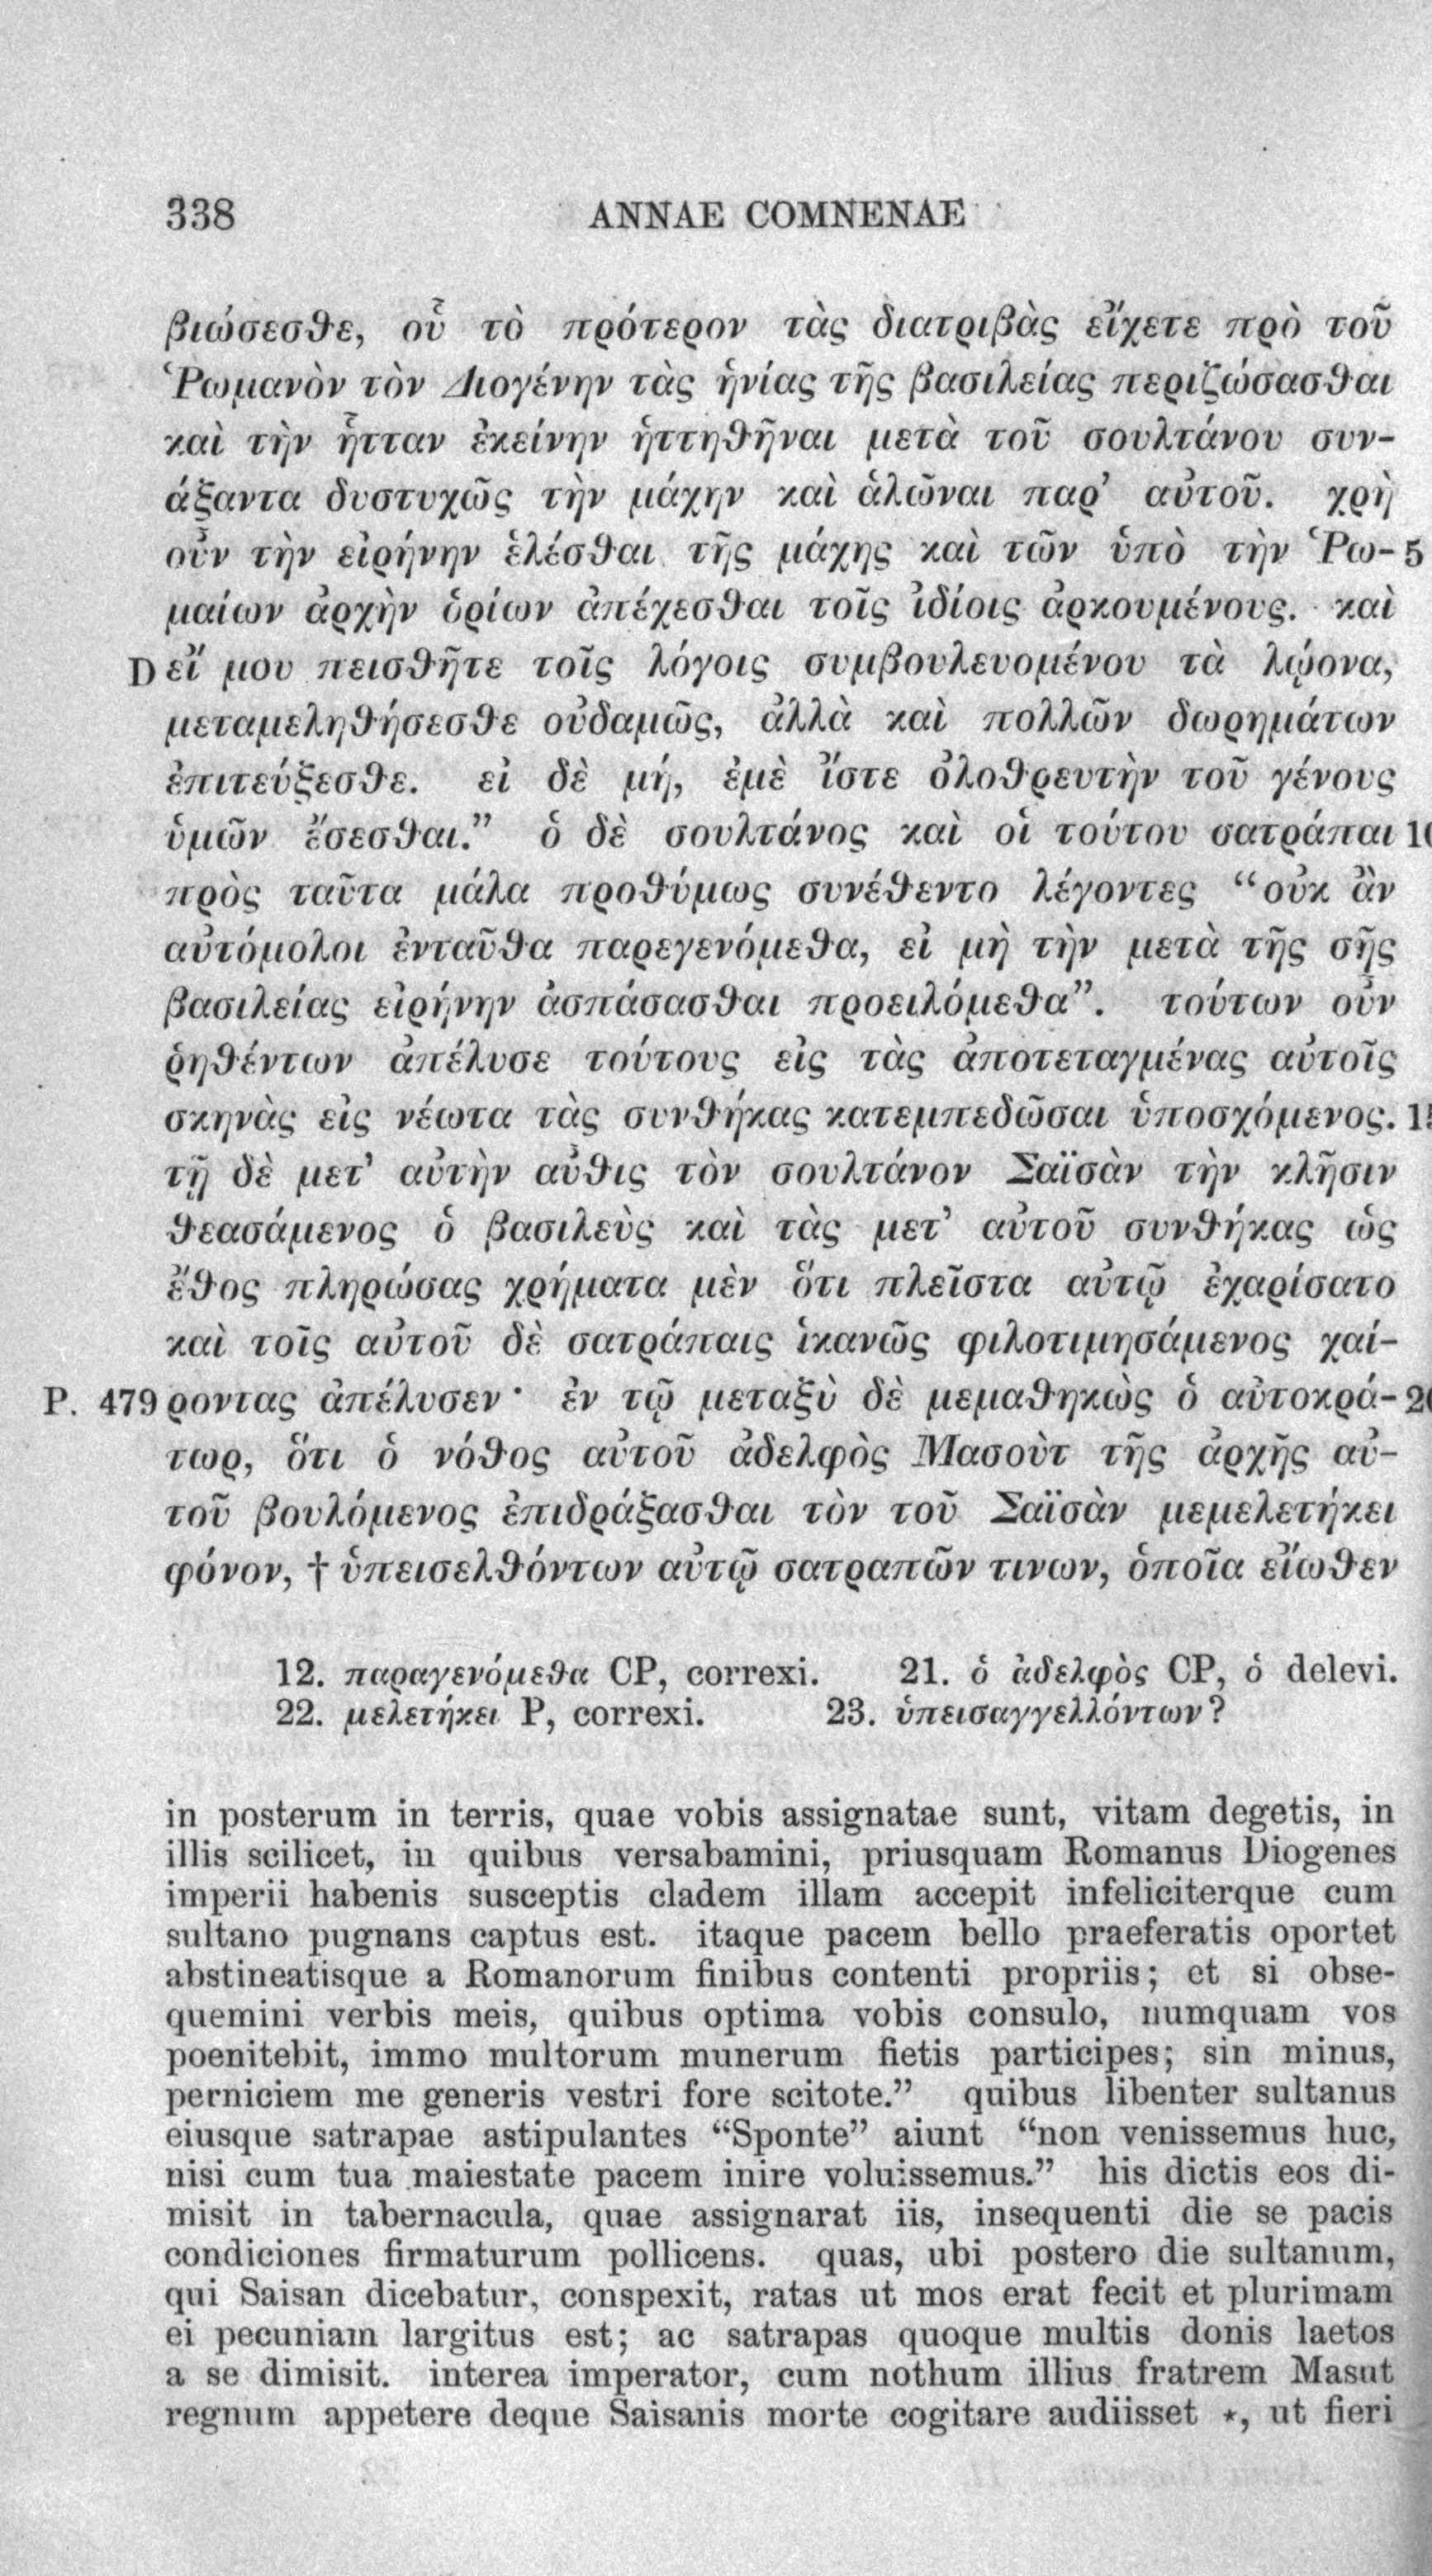 338 ANNAE COMNENAE
βιώσεσθε, οὗ τὸ πρότερον τὰς διατριβὰς εἴχετε πρὸ τοῦ
Ῥωμανὸν τὸν Διογένην τὰς ἡνίας τῆς βασιλείας περιζώσασθαι
καὶ τὴν ἧτταν ἐκείνην ἡττηθῆναι μετὰ τοῦ σουλτάνου συν-
άξαντα δυστυχῶς τὴν μάχην καὶ ἁλῶναι παρ’ αὐτοῦ. χρὴ
οὖν τὴν εἰρήνην ἑλέσθαι τῆς μάχης καὶ τῶν ὑπὸ τὴν Ῥω- 5
μαίων ἀρχὴν ὁρίων ἀπέχεσθαι τοῖς ἰδίοις ἀρκουμένους. καὶ
D εἴ μου πεισθῆτε τοῖς λόγοις συμβουλευομένου τὰ λῴονα,
μεταμεληθήσεσθε οὐδαμῶς, ἀλλὰ καὶ πολλῶν δωρημάτων
ἐπιτεύξεσθε. εἰ δὲ μή, ἐμὲ ἴστε ὀλοθρευτὴν τοῦ γένους
ὑμῶν ἔσεσθαι.” ὁ δὲ σουλτάνος καὶ οἱ τούτου σατράπαι 10
πρὸς ταῦτα μάλα προθύμως συνέθεντο λέγοντες “οὐκ ἂν
αὐτόμολοι ἐνταῦθα παρεγενόμεθα, εἰ μὴ τὴν μετὰ τῆς σῆς
βασιλείας εἰρήνην ἀσπάσασθαι προειλόμεθα”. τούτων οὖν
ῥηθέντων ἀπέλυσε τούτους εἰς τὰς ἀποτεταγμένας αὐτοῖς
σκηνὰς εἰς νέωτα τὰς συνθήκας κατεμπεδῶσαι ὑποσχόμενος. 15
τῇ δὲ μετ’ αὐτὴν αὖθις τὸν σουλτάνον Σαϊσὰν τὴν κλῆσιν
θεασάμενος ὁ βασιλεὺς καὶ τὰς μετ’ αὐτοῦ συνθήκας ὡς
ἔθος πληρώσας χρήματα μὲν ὅτι πλεῖστα αὐτῷ ἐχαρίσατο
καὶ τοῖς αὐτοῦ δὲ σατράπαις ἱκανῶς φιλοτιμησάμενος χαί-
P. 479 ροντας ἀπέλυσεν· ἐν τῷ μεταξὺ δὲ μεμαθηκὼς ὁ αὐτοκρά- 20
τωρ, ὅτι ὁ νόθος αὐτοῦ ἀδελφὸς Μασοὺτ τῆς ἀρχῆς αὐ-
τοῦ βουλόμενος ἐπιδράξασθαι τὸν τοῦ Σαϊσὰν μεμελετήκει
φόνον, † ὑπεισελθόντων αὐτῷ σατραπῶν τινων, ὁποῖα εἴωθεν
12. παραγενόμεθα CP, correxi. 21. ὁ ἀδελφὸς CP, ὁ delevi.
22. μελετήκει P, correxi. 23. ὑπεισαγγελλόντων?
in posterum in terris, quae vobis assignatae sunt, vitam degetis, in
illis scilicet, in quibus versabamini, priusquam Romanus Diogenes
imperii habenis susceptis cladem illam accepit infeliciterque cum
sultano pugnans captus est. itaque pacem bello praeferatis oportet
abstineatisque a Romanorum finibus contenti propriis; et si obse-
quemini verbis meis, quibus optima vobis consulo, numquam vos
poenitebit, immo multorum munerum fietis participes; sin minus,
perniciem me generis vestri fore scitote.” quibus libenter sultanus
eiusque satrapae astipulantes “Sponte” aiunt “non venissemus huc,
nisi cum tua maiestate pacem inire voluissemus.” his dictis eos di-
misit in tabernacula, quae assignarat iis, insequenti die se pacis
condiciones firmaturum pollicens. quas, ubi postero die sultanum,
qui Saisan dicebatur, conspexit, ratas ut mos erat fecit et plurimam
ei pecuniam largitus est; ac satrapas quoque multis donis laetos
a se dimisit. interea imperator, cum nothum illius fratrem Masut
regnum appetere deque Saisanis morte cogitare audiisset *, ut fieri